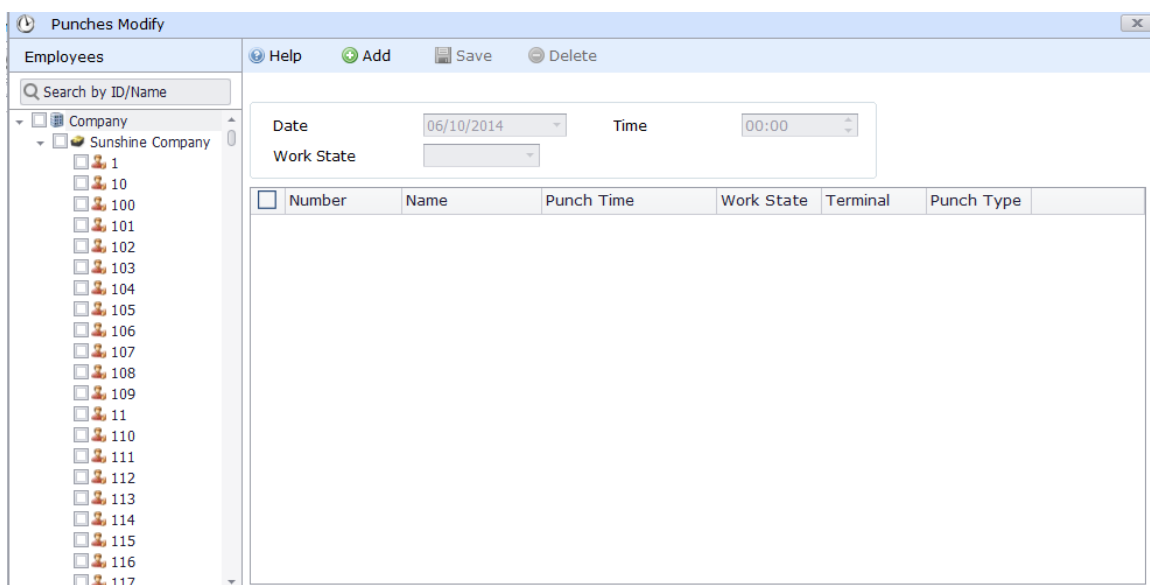 Punches Modify
x
Employees
Help Add Save Delete
Search by ID/Name
Company
Sunshine Company
1
10
100
101
102
103
104
105
106
107
108
109
11
110
111
112
113
114
115
116
117
Date 06/10/2014 Time 00:00
Work State
Number Name Punch Time Work State Terminal Punch Type